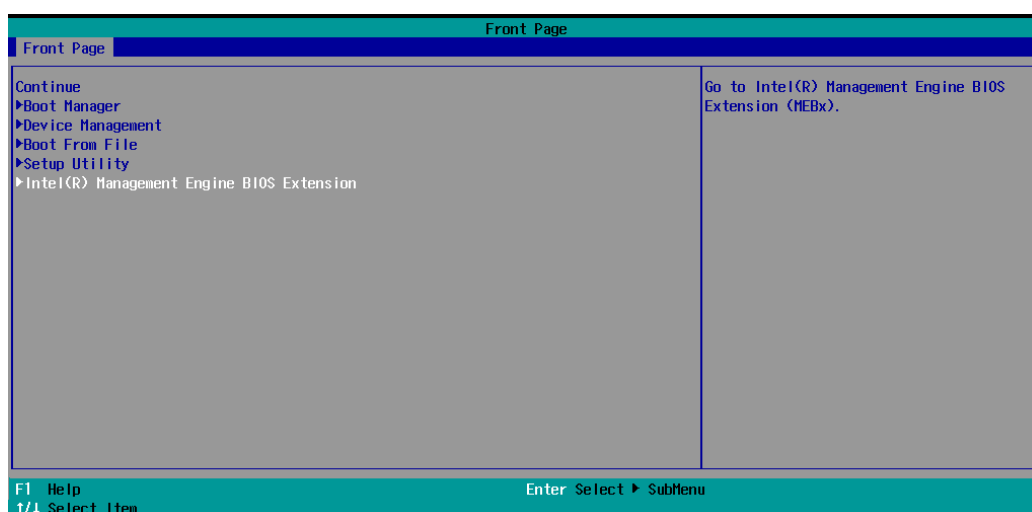 Front Page
Front Page
Continue
▶Boot Manager
▶Device Management
▶Boot From File
▶Setup Utility
▶Intel(R) Management Engine BIOS Extension
Go to Intel(R) Management Engine BIOS
Extension (MEBx).
F1 Help
Enter Select ▶ SubMenu
↑/↓ Select Item